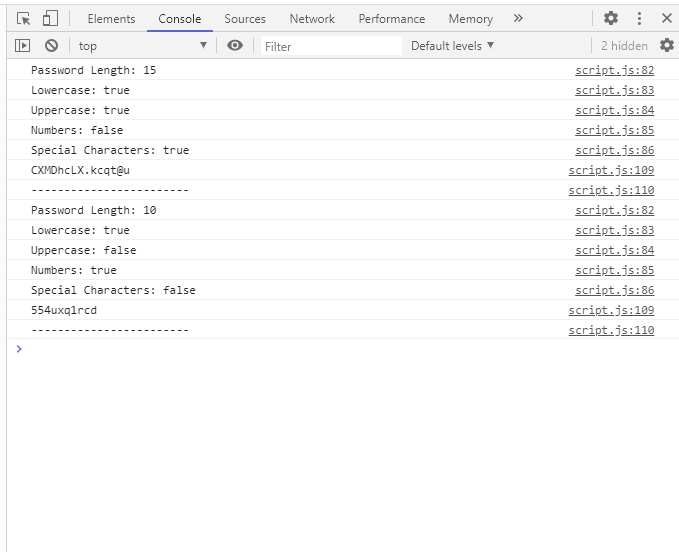 Elements Console Sources Network Performance Memory »
top ▼ Filter Default levels ▼ 2 hidden
Password Length: 15 script.js:82
Lowercase: true script.js:83
Uppercase: true script.js:84
Numbers: false script.js:85
Special Characters: true script.js:86
CXMDhcLX.kcqt@u script.js:109
------------------------ script.js:110
Password Length: 10 script.js:82
Lowercase: true script.js:83
Uppercase: false script.js:84
Numbers: true script.js:85
Special Characters: false script.js:86
554uxq1rcd script.js:109
------------------------ script.js:110
>